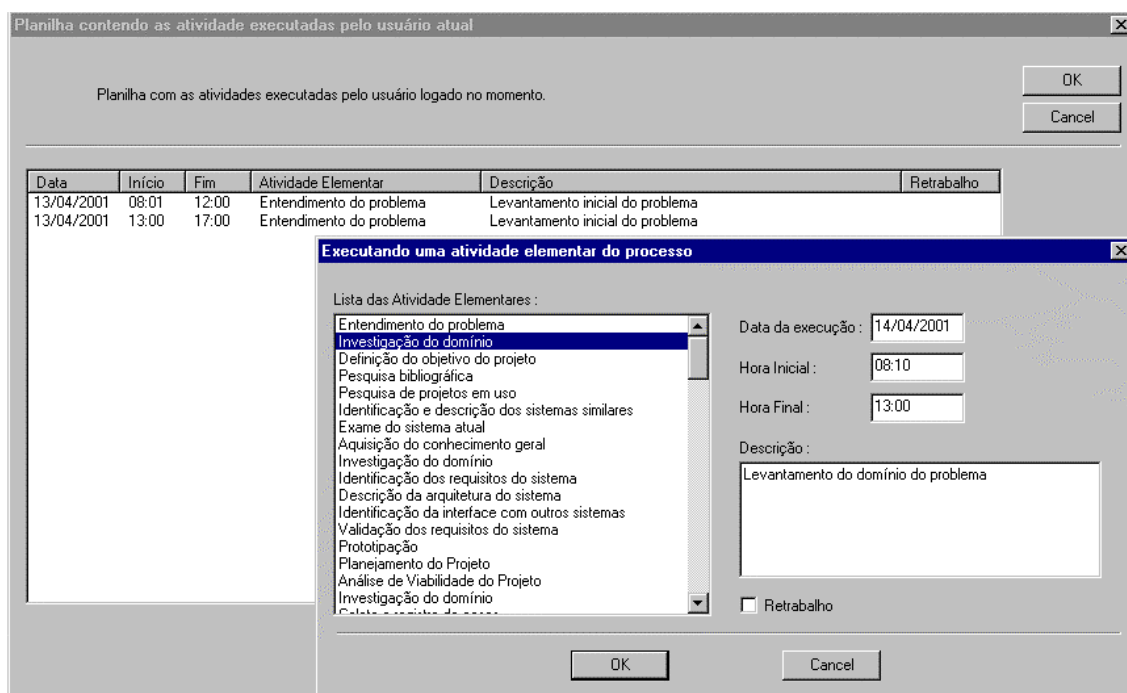 Planilha contendo as atividade executadas pelo usuário atual
Planilha com as atividades executadas pelo usuário logado no momento.
OK
Cancel
Data Início Fim Atividade Elementar Descrição Retrabalho
13/04/2001 08:01 12:00 Entendimento do problema Levantamento inicial do problema
13/04/2001 13:00 17:00 Entendimento do problema Levantamento inicial do problema
Executando uma atividade elementar do processo
Lista das Atividade Elementares :
Entendimento do problema
Investigação do domínio
Definição do objetivo do projeto
Pesquisa bibliográfica
Pesquisa de projetos em uso
Identificação e descrição dos sistemas similares
Exame do sistema atual
Aquisição do conhecimento geral
Investigação do domínio
Identificação dos requisitos do sistema
Descrição da arquitetura do sistema
Identificação da interface com outros sistemas
Validação dos requisitos do sistema
Prototipação
Planejamento do Projeto
Análise de Viabilidade do Projeto
Investigação do domínio
Data da execução : 14/04/2001
Hora Inicial : 08:10
Hora Final : 13:00
Descrição :
Levantamento do domínio do problema
Retrabalho
OK Cancel